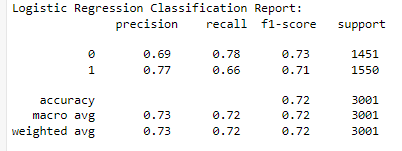 Logistic Regression Classification Report:
precision recall f1-score support
0 0.69 0.78 0.73 1451
1 0.77 0.66 0.71 1550
accuracy 0.72 3001
macro avg 0.73 0.72 0.72 3001
weighted avg 0.73 0.72 0.72 3001